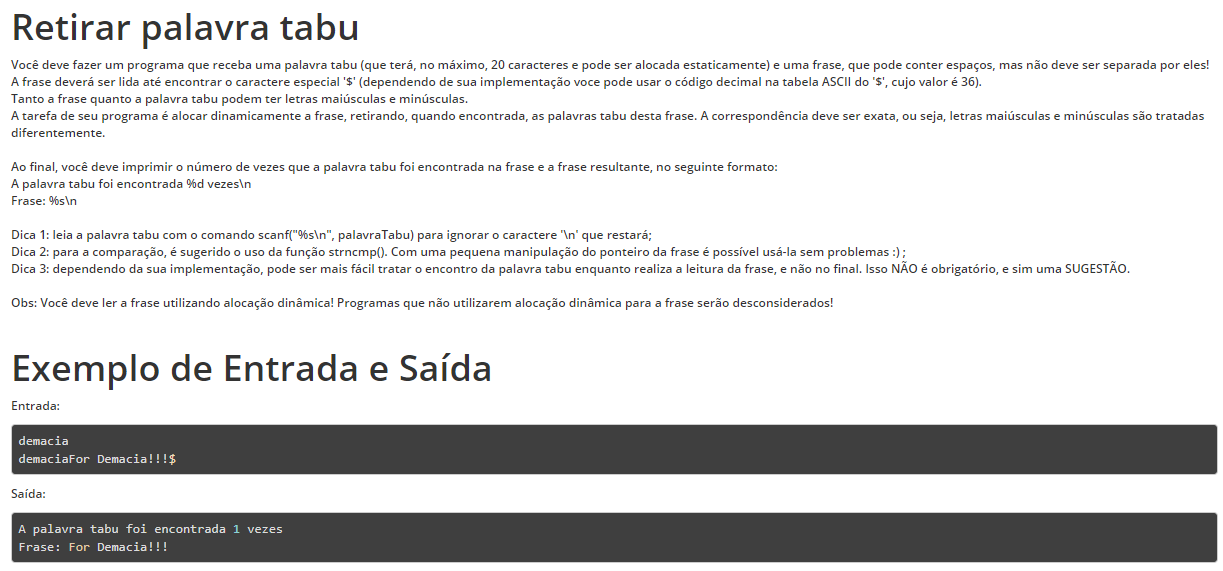 Retirar palavra tabu
Você deve fazer um programa que receba uma palavra tabu (que terá, no máximo, 20 caracteres e pode ser alocada estaticamente) e uma frase, que pode conter espaços, mas não deve ser separada por eles!
A frase deverá ser lida até encontrar o caractere especial '$' (dependendo de sua implementação voce pode usar o código decimal na tabela ASCII do '$', cujo valor é 36).
Tanto a frase quanto a palavra tabu podem ter letras maiúsculas e minúsculas.
A tarefa de seu programa é alocar dinamicamente a frase, retirando, quando encontrada, as palavras tabu desta frase. A correspondência deve ser exata, ou seja, letras maiúsculas e minúsculas são tratadas
diferentemente.
Ao final, você deve imprimir o número de vezes que a palavra tabu foi encontrada na frase e a frase resultante, no seguinte formato:
A palavra tabu foi encontrada %d vezes\n
Frase: %s\n
Dica 1: leia a palavra tabu com o comando scanf("%s\n", palavraTabu) para ignorar o caractere '\n' que restará;
Dica 2: para a comparação, é sugerido o uso da função strncmp(). Com uma pequena manipulação do ponteiro da frase é possível usá-la sem problemas :) ;
Dica 3: dependendo da sua implementação, pode ser mais fácil tratar o encontro da palavra tabu enquanto realiza a leitura da frase, e não no final. Isso NÃO é obrigatório, e sim uma SUGESTÃO.
Obs: Você deve ler a frase utilizando alocação dinâmica! Programas que não utilizarem alocação dinâmica para a frase serão desconsiderados!
Exemplo de Entrada e Saída
Entrada:
demacia
demaciaFor Demacia!!!$
Saída:
A palavra tabu foi encontrada 1 vezes
Frase: For Demacia!!!